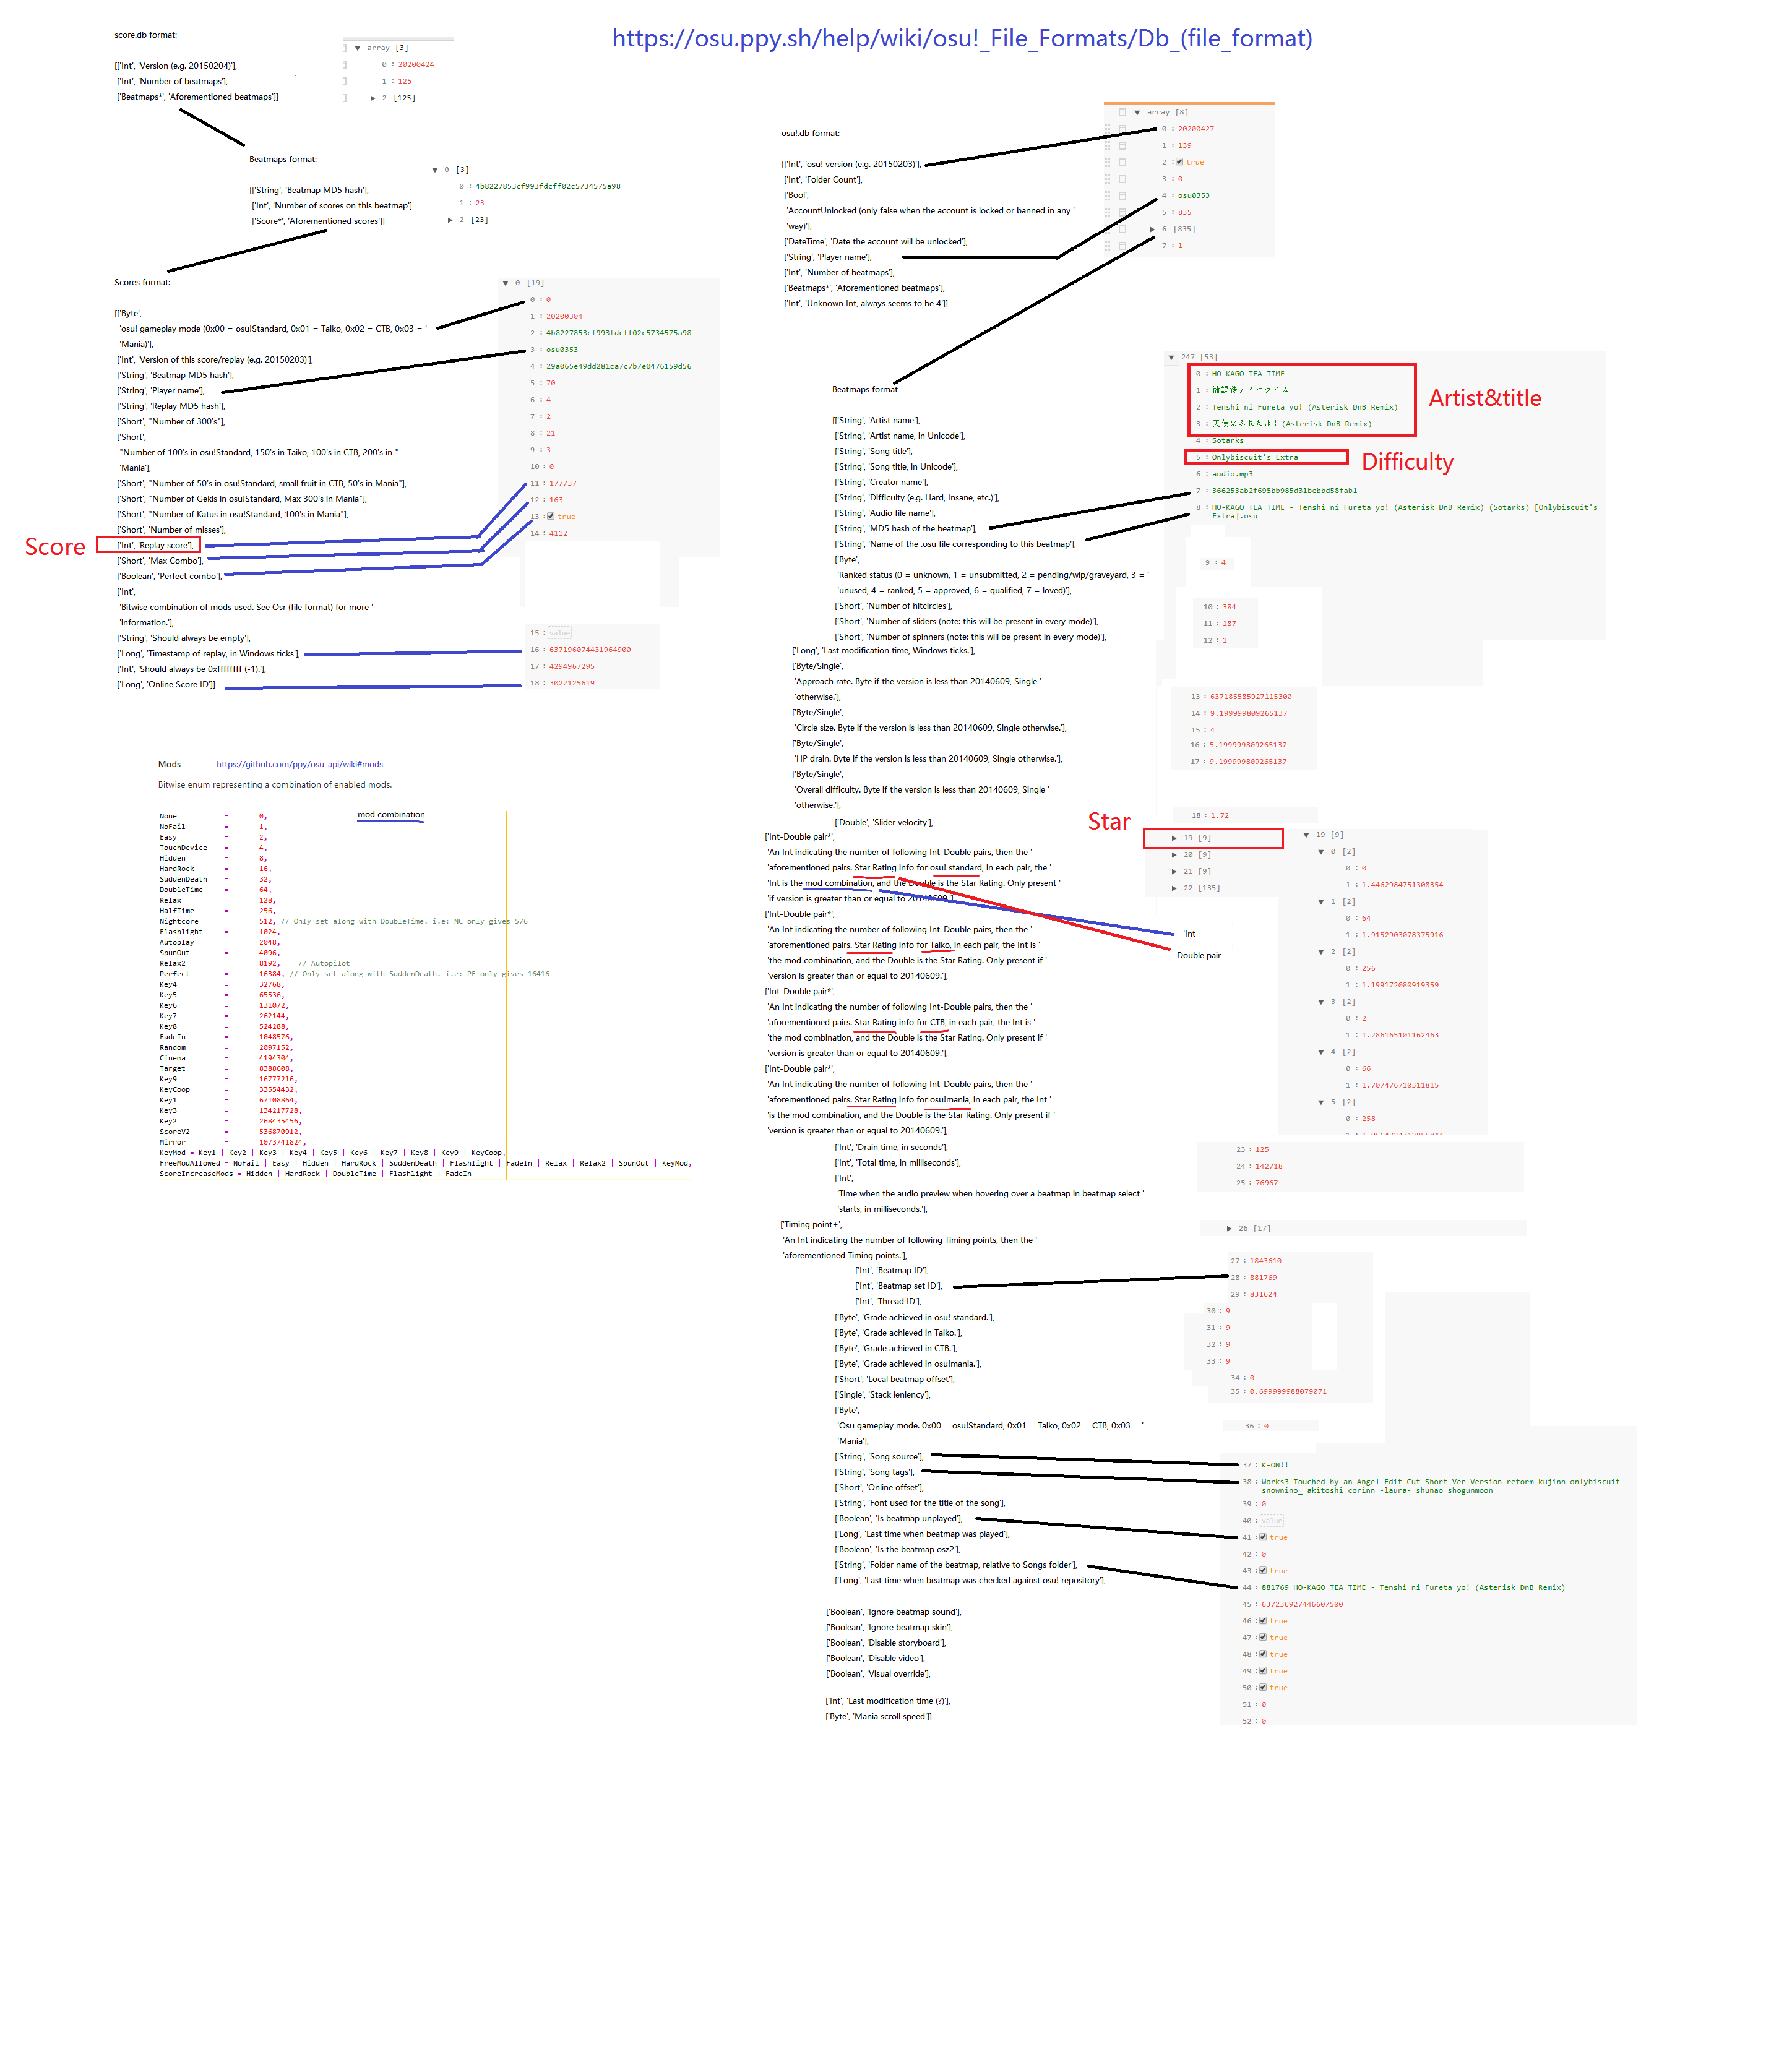 https://osu.ppy.sh/help/wiki/osu!_File_Formats/Db_(file_format)
score.db format:
[['Int', 'Version (e.g. 20150204)'],
['Int', 'Number of beatmaps'],
['Beatmaps*', 'Aforementioned beatmaps']]
array [3]
0 : 20200424
1 : 125
2 [125]
Beatmaps format:
[['String', 'Beatmap MD5 hash'],
['Int', 'Number of scores on this beatmap'
['Score*', 'Aforementioned scores']]
0 [3]
0 : 4b8227853cf993fdcff02c5734575a98
1 : 23
2 [23]
Scores format:
[['Byte',
'osu! gameplay mode (0x00 = osu!Standard, 0x01 = Taiko, 0x02 = CTB, 0x03 = '
'Mania)'],
['Int', 'Version of this score/replay (e.g. 20150203)'],
['String', 'Beatmap MD5 hash'],
['String', 'Player name'],
['String', 'Replay MD5 hash'],
['Short', "Number of 300's"],
['Short',
"Number of 100's in osu!Standard, 150's in Taiko, 100's in CTB, 200's in "
'Mania'],
['Short', "Number of 50's in osu!Standard, small fruit in CTB, 50's in Mania"],
['Short', "Number of Gekis in osu!Standard, Max 300's in Mania"],
['Short', "Number of Katus in osu!Standard, 100's in Mania"],
['Short', 'Number of misses'],
Score
['Int', 'Replay score'],
['Short', 'Max Combo'],
['Boolean', 'Perfect combo'],
['Int',
'Bitwise combination of mods used. See Osr (file format) for more '
'information.'],
['String', 'Should always be empty'],
['Long', 'Timestamp of replay, in Windows ticks'],
['Int', 'Should always be 0xffffffff (-1).'],
['Long', 'Online Score ID']]
0 [19]
0 : 0
1 : 20200304
2 : 4b8227853cf993fdcff02c5734575a98
3 : osu0353
4 : 29a065e49dd281ca7c7b7e0476159d56
5 : 70
6 : 4
7 : 2
8 : 21
9 : 3
10 : 0
11 : 177737
12 : 163
13 : true
14 : 4112
15 : value
16 : 637196074431964900
17 : 4294967295
18 : 3022125619
Mods https://github.com/ppy/osu-api/wiki#mods
Bitwise enum representing a combination of enabled mods.
mod combination
None = 0,
NoFail = 1,
Easy = 2,
TouchDevice = 4,
Hidden = 8,
HardRock = 16,
SuddenDeath = 32,
DoubleTime = 64,
Relax = 128,
HalfTime = 256,
Nightcore = 512, // Only set along with DoubleTime. i.e: NC only gives 576
Flashlight = 1024,
Autoplay = 2048,
SpunOut = 4096,
Relax2 = 8192, // Autopilot
Perfect = 16384, // Only set along with SuddenDeath. i.e: PF only gives 16416
Key4 = 32768,
Key5 = 65536,
Key6 = 131072,
Key7 = 262144,
Key8 = 524288,
FadeIn = 1048576,
Random = 2097152,
Cinema = 4194304,
Target = 8388608,
Key9 = 16777216,
KeyCoop = 33554432,
Key1 = 67108864,
Key3 = 134217728,
Key2 = 268435456,
ScoreV2 = 536870912,
Mirror = 1073741824,
KeyMod = Key1 | Key2 | Key3 | Key4 | Key5 | Key6 | Key7 | Key8 | Key9 | KeyCoop,
FreeModAllowed = NoFail | Easy | Hidden | HardRock | SuddenDeath | Flashlight | FadeIn | Relax | Relax2 | SpunOut | KeyMod,
ScoreIncreaseMods = Hidden | HardRock | DoubleTime | Flashlight | FadeIn
osu!.db format:
[['Int', 'osu! version (e.g. 20150203)'],
['Int', 'Folder Count'],
['Bool',
'AccountUnlocked (only false when the account is locked or banned in any '
'way)'],
['DateTime', 'Date the account will be unlocked'],
['String', 'Player name'],
['Int', 'Number of beatmaps'],
['Beatmaps*', 'Aforementioned beatmaps'],
['Int', 'Unknown Int, always seems to be 4']]
array [8]
0 : 20200427
1 : 139
2 : true
3 : 0
4 : osu0353
5 : 835
6 [835]
7 : 1
Beatmaps format
[['String', 'Artist name'],
['String', 'Artist name, in Unicode'],
['String', 'Song title'],
['String', 'Song title, in Unicode'],
['String', 'Creator name'],
['String', 'Difficulty (e.g. Hard, Insane, etc.)'],
['String', 'Audio file name'],
['String', 'MD5 hash of the beatmap'],
['String', 'Name of the .osu file corresponding to this beatmap'],
['Byte',
'Ranked status (0 = unknown, 1 = unsubmitted, 2 = pending/wip/graveyard, 3 = '
'unused, 4 = ranked, 5 = approved, 6 = qualified, 7 = loved)'],
['Short', 'Number of hitcircles'],
['Short', 'Number of sliders (note: this will be present in every mode)'],
['Short', 'Number of spinners (note: this will be present in every mode)'],
['Long', 'Last modification time, Windows ticks.'],
['Byte/Single',
'Approach rate. Byte if the version is less than 20140609, Single '
'otherwise.'],
['Byte/Single',
'Circle size. Byte if the version is less than 20140609, Single otherwise.'],
['Byte/Single',
'HP drain. Byte if the version is less than 20140609, Single otherwise.'],
['Byte/Single',
'Overall difficulty. Byte if the version is less than 20140609, Single '
'otherwise.'],
['Double', 'Slider velocity'],
['Int-Double pair*',
'An Int indicating the number of following Int-Double pairs, then the '
'aforementioned pairs. Star Rating info for osu! standard, in each pair, the '
'Int is the mod combination, and the Double is the Star Rating. Only present '
'if version is greater than or equal to 20140609.'],
['Int-Double pair*',
'An Int indicating the number of following Int-Double pairs, then the '
'aforementioned pairs. Star Rating info for Taiko, in each pair, the Int is '
'the mod combination, and the Double is the Star Rating. Only present if '
'version is greater than or equal to 20140609.'],
['Int-Double pair*',
'An Int indicating the number of following Int-Double pairs, then the '
'aforementioned pairs. Star Rating info for CTB, in each pair, the Int is '
'the mod combination, and the Double is the Star Rating. Only present if '
'version is greater than or equal to 20140609.'],
['Int-Double pair*',
'An Int indicating the number of following Int-Double pairs, then the '
'aforementioned pairs. Star Rating info for osu!mania, in each pair, the Int '
'is the mod combination, and the Double is the Star Rating. Only present if '
'version is greater than or equal to 20140609.'],
['Int', 'Drain time, in seconds'],
['Int', 'Total time, in milliseconds'],
['Int',
'Time when the audio preview when hovering over a beatmap in beatmap select '
'starts, in milliseconds.'],
['Timing point+',
'An Int indicating the number of following Timing points, then the '
'aforementioned Timing points.'],
['Int', 'Beatmap ID'],
['Int', 'Beatmap set ID'],
['Int', 'Thread ID'],
['Byte', 'Grade achieved in osu! standard.'],
['Byte', 'Grade achieved in Taiko.'],
['Byte', 'Grade achieved in CTB.'],
['Byte', 'Grade achieved in osu!mania.'],
['Short', 'Local beatmap offset'],
['Single', 'Stack leniency'],
['Byte',
'Osu gameplay mode. 0x00 = osu!Standard, 0x01 = Taiko, 0x02 = CTB, 0x03 = '
'Mania'],
['String', 'Song source'],
['String', 'Song tags'],
['Short', 'Online offset'],
['String', 'Font used for the title of the song'],
['Boolean', 'Is beatmap unplayed'],
['Long', 'Last time when beatmap was played'],
['Boolean', 'Is the beatmap osz2'],
['String', 'Folder name of the beatmap, relative to Songs folder'],
['Long', 'Last time when beatmap was checked against osu! repository'],
['Boolean', 'Ignore beatmap sound'],
['Boolean', 'Ignore beatmap skin'],
['Boolean', 'Disable storyboard'],
['Boolean', 'Disable video'],
['Boolean', 'Visual override'],
['Int', 'Last modification time (?)'],
['Byte', 'Mania scroll speed']]
247 [53]
0 : HO-KAGO TEA TIME
1 : 放課後ティータイム
2 : Tenshi ni Fureta yo! (Asterisk DnB Remix)
3 : 天使にふれたよ! (Asterisk DnB Remix)
Artist&title
4 : Sotarks
5 : Onlybiscuit's Extra
Difficulty
6 : audio.mp3
7 : 366253ab2f695bb985d31bebbd58fab1
8 : HO-KAGO TEA TIME - Tenshi ni Fureta yo! (Asterisk DnB Remix) (Sotarks) [Onlybiscuit's
Extra].osu
9 : 4
10 : 384
11 : 187
12 : 1
13 : 637185585927115300
14 : 9.199999809265137
15 : 4
16 : 5.199999809265137
17 : 9.199999809265137
18 : 1.72
Star
19 [9]
20 [9]
21 [9]
22 [135]
Int
Double pair
19 [9]
0 [2]
0 : 0
1 : 1.4462984751308354
1 [2]
0 : 64
1 : 1.9152903078375916
2 [2]
0 : 256
1 : 1.199172080919359
3 [2]
0 : 2
1 : 1.286165101162463
4 [2]
0 : 66
1 : 1.707476710311815
5 [2]
0 : 258
23 : 125
24 : 142718
25 : 76967
26 [17]
27 : 1843610
28 : 881769
29 : 831624
30 : 9
31 : 9
32 : 9
33 : 9
34 : 0
35 : 0.699999988079071
36 : 0
37 : K-ON!!
38 : Works3 Touched by an Angel Edit Cut Short Ver Version reform kujinn onlybiscuit
snownino_ akitoshi corinn -laura- shunao shogunmoon
39 : 0
40 : value
41 : true
42 : 0
43 : true
44 : 881769 HO-KAGO TEA TIME - Tenshi ni Fureta yo! (Asterisk DnB Remix)
45 : 637236927446607500
46 : true
47 : true
48 : true
49 : true
50 : true
51 : 0
52 : 0